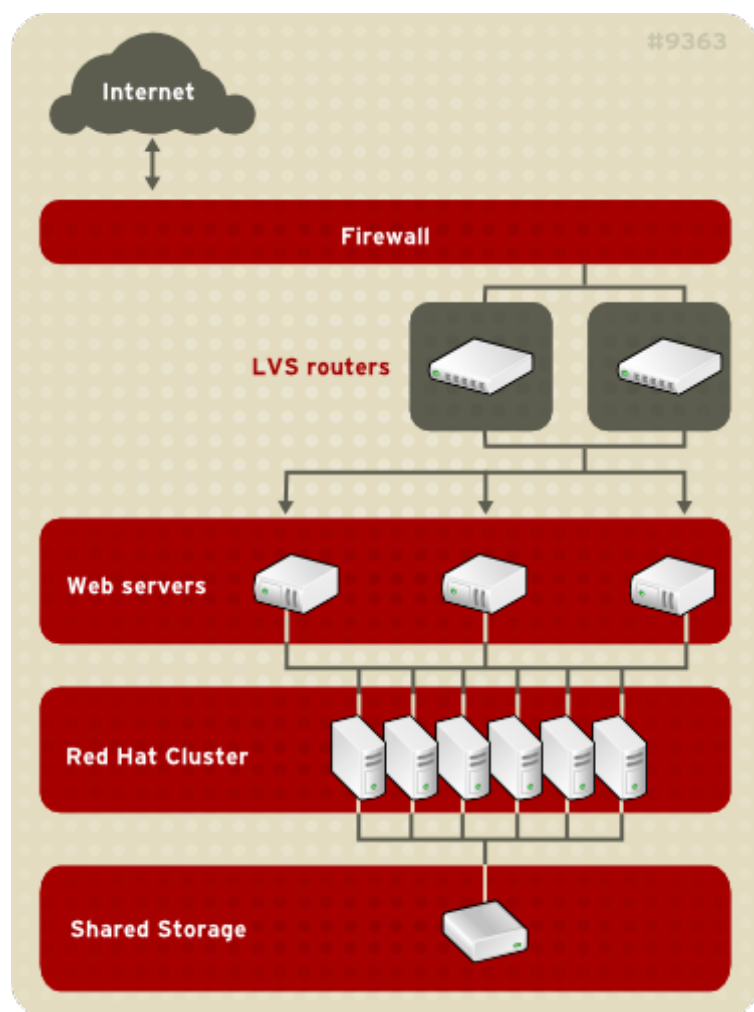 #9363
Internet
Firewall
LVS routers
Web servers
Red Hat Cluster
Shared Storage